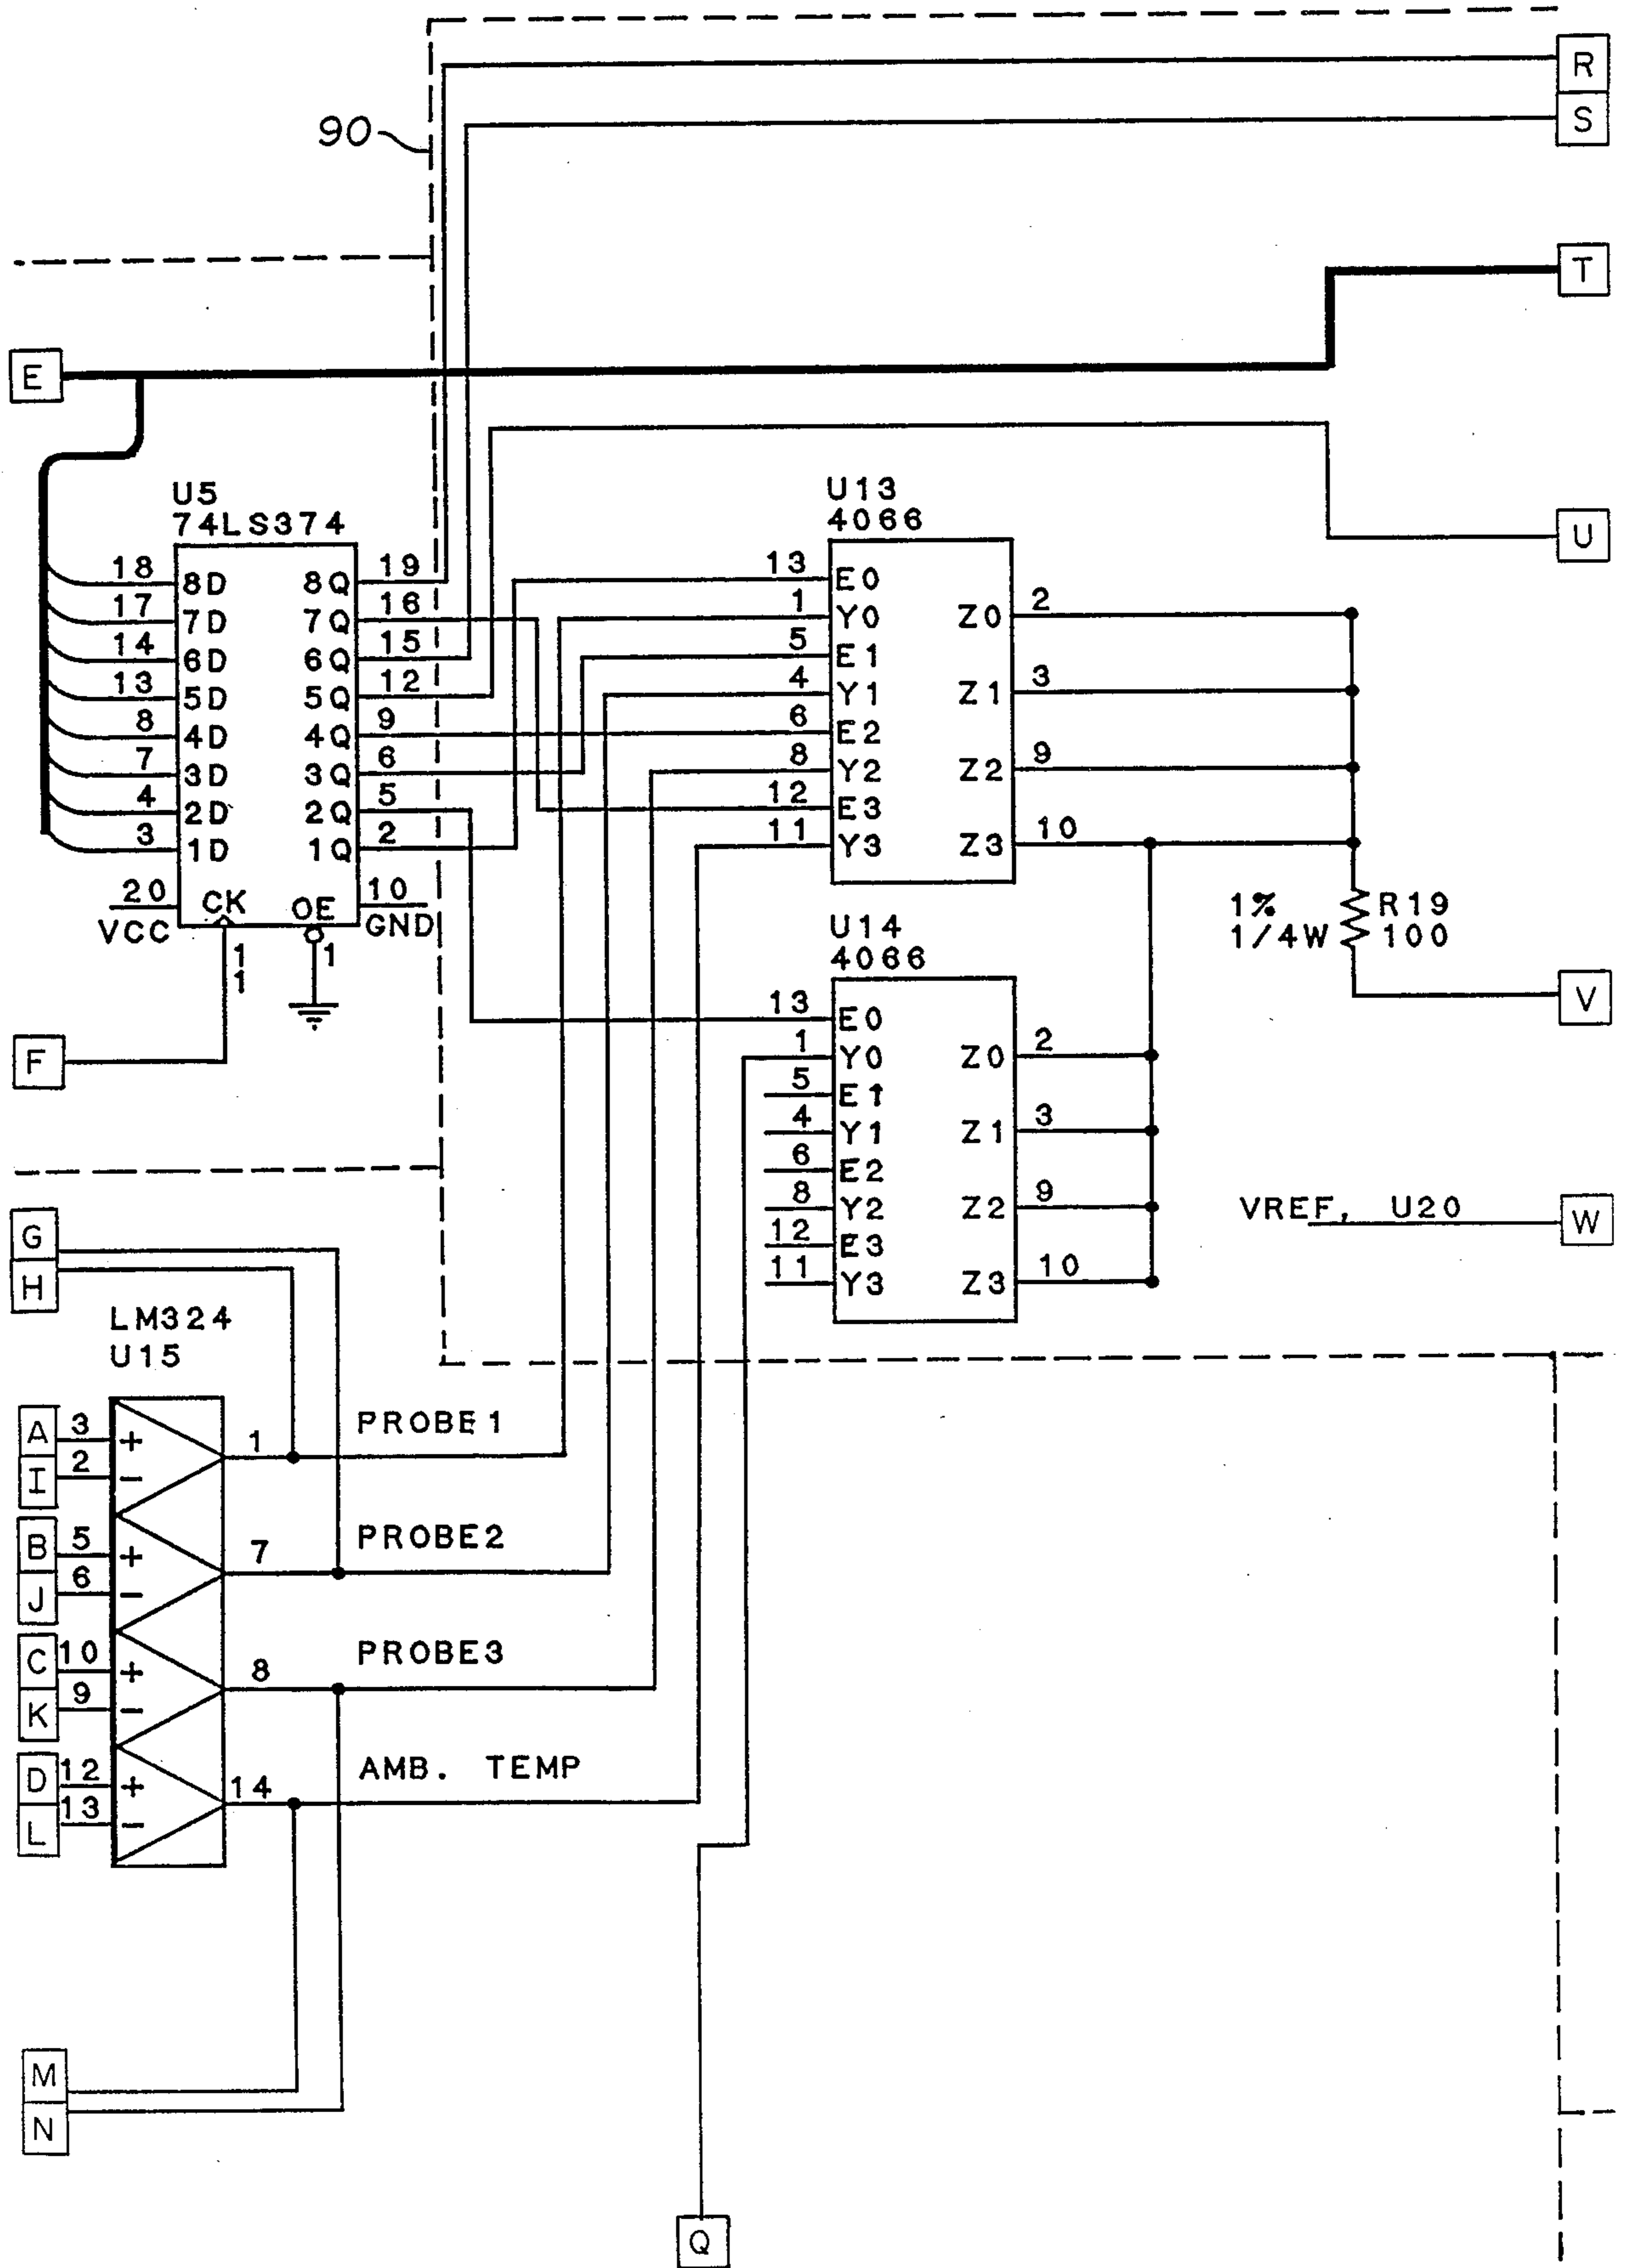 R
S
90
T
E
U5
74LS374
U13
4066
U
18 8D 8Q 19
17 7D 7Q 16
14 6D 6Q 15
13 5D 5Q 12
8 4D 4Q 9
7 3D 3Q 6
4 2D 2Q 5
3 1D 1Q 2
20 CK OE 10
VCC GND
1 1
1
13 E0
1 Y0 Z0 2
5 E1
4 Y1 Z1 3
6 E2
8 Y2 Z2 9
12 E3
11 Y3 Z3 10
1% R19
1/4W 100
U14
4066
V
F
13 E0
1 Y0 Z0 2
5 E1
4 Y1 Z1 3
6 E2
8 Y2 Z2 9
12 E3
11 Y3 Z3 10
VREF, U20 W
G
H
LM324
U15
A 3 + 1 PROBE1
I 2 −
B 5 + 7 PROBE2
J 6 −
C 10 + 8 PROBE3
K 9 −
D 12 + 14 AMB. TEMP
L 13 −
M
N
Q